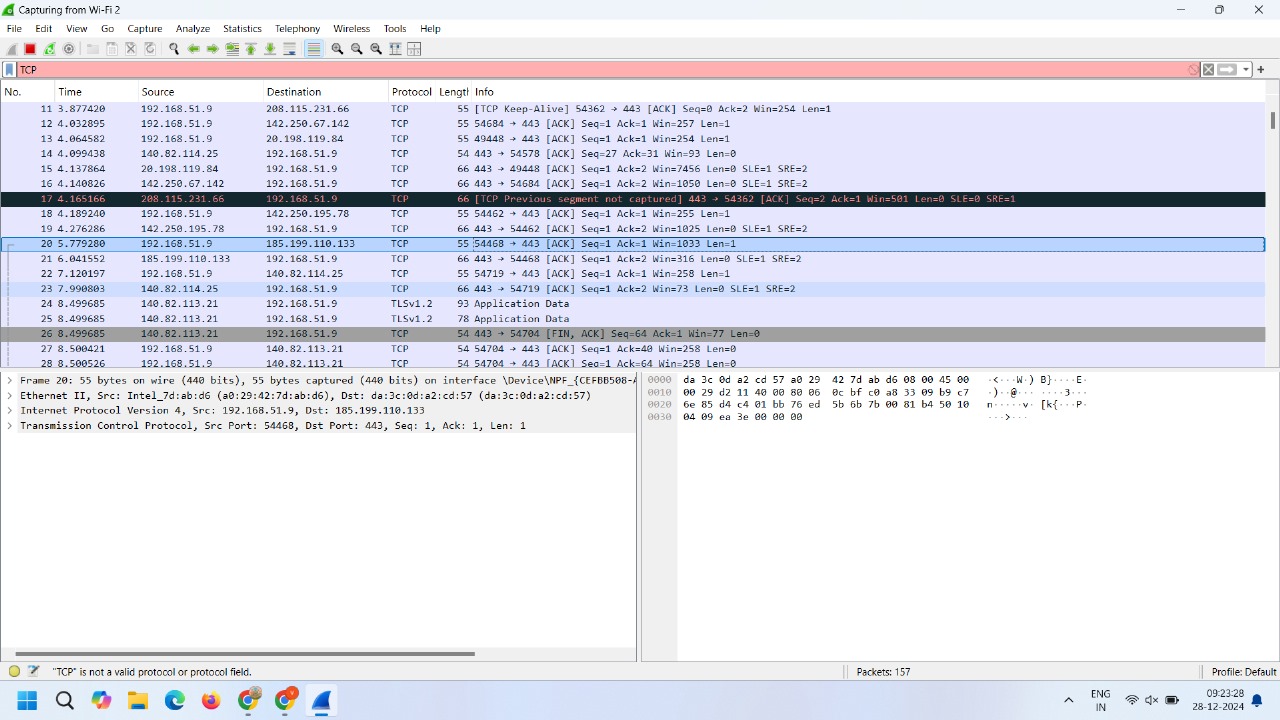 Capturing from Wi-Fi 2
File Edit View Go Capture Analyze Statistics Telephony Wireless Tools Help
TCP
No. Time Source Destination Protocol Length Info
11 3.877420 192.168.51.9 208.115.231.66 TCP 55 [TCP Keep-Alive] 54362 → 443 [ACK] Seq=0 Ack=2 Win=254 Len=1
12 4.032895 192.168.51.9 142.250.67.142 TCP 55 54684 → 443 [ACK] Seq=1 Ack=1 Win=257 Len=1
13 4.064582 192.168.51.9 20.198.119.84 TCP 55 49448 → 443 [ACK] Seq=1 Ack=1 Win=254 Len=1
14 4.099438 140.82.114.25 192.168.51.9 TCP 54 443 → 54578 [ACK] Seq=27 Ack=31 Win=93 Len=0
15 4.137864 20.198.119.84 192.168.51.9 TCP 66 443 → 49448 [ACK] Seq=1 Ack=2 Win=7456 Len=0 SLE=1 SRE=2
16 4.140826 142.250.67.142 192.168.51.9 TCP 66 443 → 54684 [ACK] Seq=1 Ack=2 Win=1050 Len=0 SLE=1 SRE=2
17 4.165166 208.115.231.66 192.168.51.9 TCP 66 [TCP Previous segment not captured] 443 → 54362 [ACK] Seq=2 Ack=1 Win=501 Len=0 SLE=0 SRE=1
18 4.189240 192.168.51.9 142.250.195.78 TCP 55 54462 → 443 [ACK] Seq=1 Ack=1 Win=255 Len=1
19 4.276286 142.250.195.78 192.168.51.9 TCP 66 443 → 54462 [ACK] Seq=1 Ack=2 Win=1025 Len=0 SLE=1 SRE=2
20 5.779280 192.168.51.9 185.199.110.133 TCP 55 54468 → 443 [ACK] Seq=1 Ack=1 Win=1033 Len=1
21 6.041552 185.199.110.133 192.168.51.9 TCP 66 443 → 54468 [ACK] Seq=1 Ack=2 Win=316 Len=0 SLE=1 SRE=2
22 7.120197 192.168.51.9 140.82.114.25 TCP 55 54719 → 443 [ACK] Seq=1 Ack=1 Win=258 Len=1
23 7.990803 140.82.114.25 192.168.51.9 TCP 66 443 → 54719 [ACK] Seq=1 Ack=2 Win=73 Len=0 SLE=1 SRE=2
24 8.499685 140.82.113.21 192.168.51.9 TLSv1.2 93 Application Data
25 8.499685 140.82.113.21 192.168.51.9 TLSv1.2 78 Application Data
26 8.499685 140.82.113.21 192.168.51.9 TCP 54 443 → 54704 [FIN, ACK] Seq=64 Ack=1 Win=77 Len=0
27 8.500421 192.168.51.9 140.82.113.21 TCP 54 54704 → 443 [ACK] Seq=1 Ack=40 Win=258 Len=0
28 8.500526 192.168.51.9 140.82.113.21 TCP 54 54704 → 443 [ACK] Seq=1 Ack=64 Win=258 Len=0
Frame 20: 55 bytes on wire (440 bits), 55 bytes captured (440 bits) on interface \Device\NPF_{CEFBB508-
Ethernet II, Src: Intel_7d:ab:d6 (a0:29:42:7d:ab:d6), Dst: da:3c:0d:a2:cd:57 (da:3c:0d:a2:cd:57)
Internet Protocol Version 4, Src: 192.168.51.9, Dst: 185.199.110.133
Transmission Control Protocol, Src Port: 54468, Dst Port: 443, Seq: 1, Ack: 1, Len: 1
0000 da 3c 0d a2 cd 57 a0 29 42 7d ab d6 08 00 45 00 ·<···W·) B}····E·
0010 00 29 d2 11 40 00 80 06 0c bf c0 a8 33 09 b9 c7 ·)··@··· ····3···
0020 6e 85 d4 c4 01 bb 76 ed 5b 6b 7b 00 81 b4 50 10 n·····v· [k{···P·
0030 04 09 ea 3e 00 00 00 ···>···
"TCP" is not a valid protocol or protocol field.
Packets: 157
Profile: Default
ENG
IN
09:23:28
28-12-2024